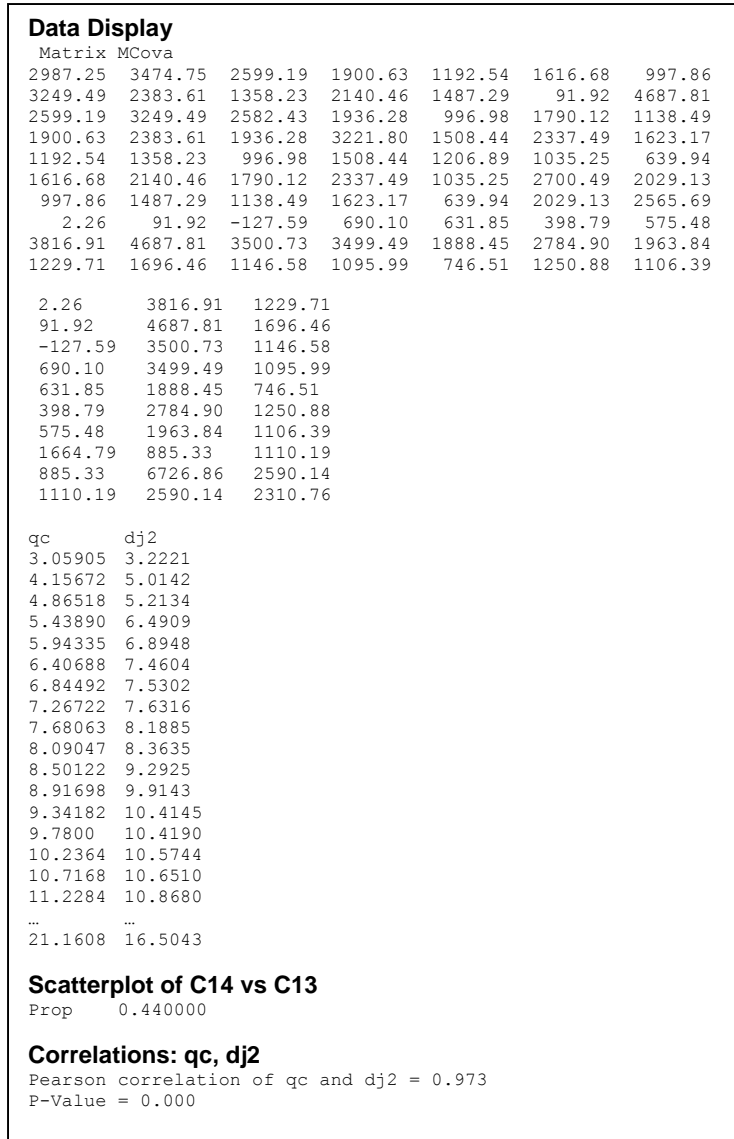 Data Display
Matrix MCova
2987.25 3474.75 2599.19 1900.63 1192.54 1616.68 997.86
3249.49 2383.61 1358.23 2140.46 1487.29 91.92 4687.81
2599.19 3249.49 2582.43 1936.28 996.98 1790.12 1138.49
1900.63 2383.61 1936.28 3221.80 1508.44 2337.49 1623.17
1192.54 1358.23 996.98 1508.44 1206.89 1035.25 639.94
1616.68 2140.46 1790.12 2337.49 1035.25 2700.49 2029.13
997.86 1487.29 1138.49 1623.17 639.94 2029.13 2565.69
2.26 91.92 -127.59 690.10 631.85 398.79 575.48
3816.91 4687.81 3500.73 3499.49 1888.45 2784.90 1963.84
1229.71 1696.46 1146.58 1095.99 746.51 1250.88 1106.39
2.26 3816.91 1229.71
91.92 4687.81 1696.46
-127.59 3500.73 1146.58
690.10 3499.49 1095.99
631.85 1888.45 746.51
398.79 2784.90 1250.88
575.48 1963.84 1106.39
1664.79 885.33 1110.19
885.33 6726.86 2590.14
1110.19 2590.14 2310.76
qc dj2
3.05905 3.2221
4.15672 5.0142
4.86518 5.2134
5.43890 6.4909
5.94335 6.8948
6.40688 7.4604
6.84492 7.5302
7.26722 7.6316
7.68063 8.1885
8.09047 8.3635
8.50122 9.2925
8.91698 9.9143
9.34182 10.4145
9.7800 10.4190
10.2364 10.5744
10.7168 10.6510
11.2284 10.8680
… …
21.1608 16.5043
Scatterplot of C14 vs C13
Prop 0.440000
Correlations: qc, dj2
Pearson correlation of qc and dj2 = 0.973
P-Value = 0.000